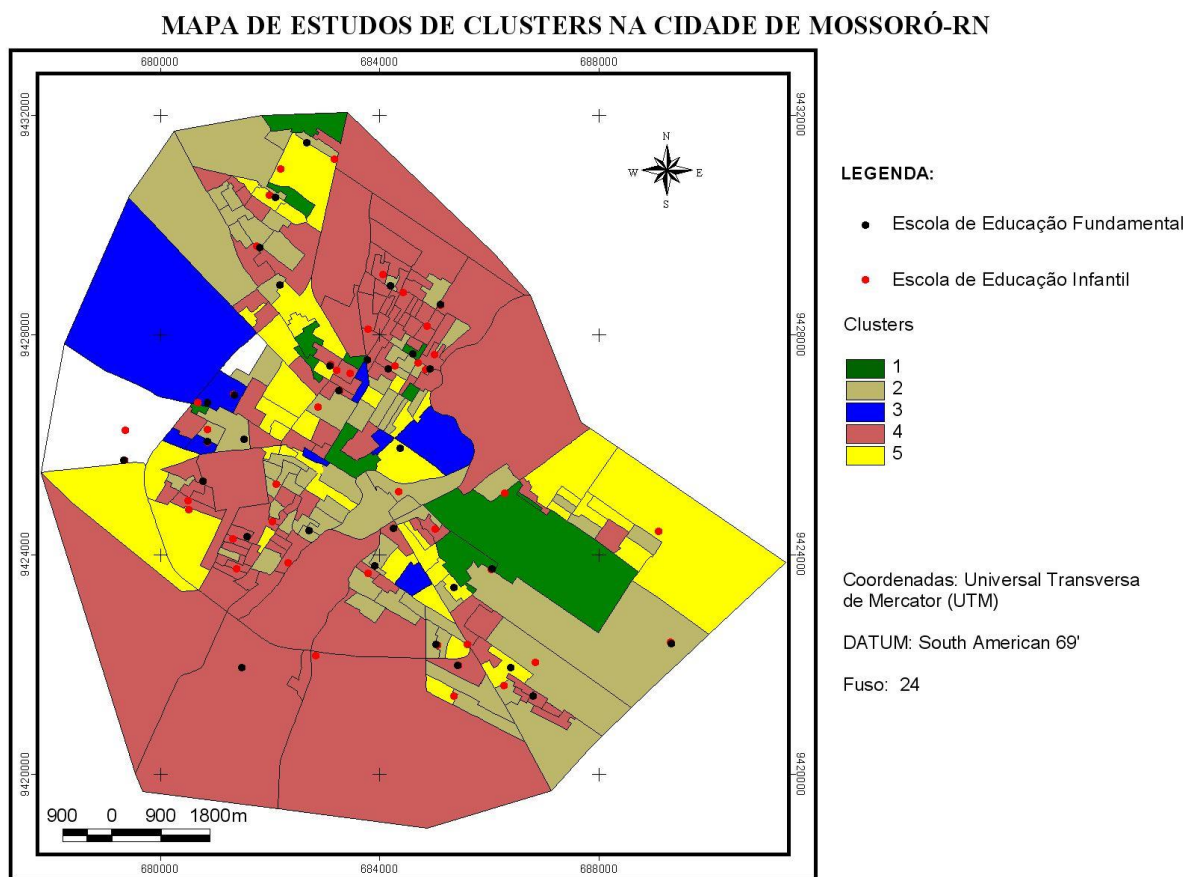 MAPA DE ESTUDOS DE CLUSTERS NA CIDADE DE MOSSORÓ-RN
680000 684000 688000
9432000 9432000
N
W E
S
9428000 9428000
9424000 9424000
9420000 9420000
900 0 900 1800m
680000 684000 688000
LEGENDA:
Escola de Educação Fundamental
Escola de Educação Infantil
Clusters
1
2
3
4
5
Coordenadas: Universal Transversa
de Mercator (UTM)
DATUM: South American 69'
Fuso: 24